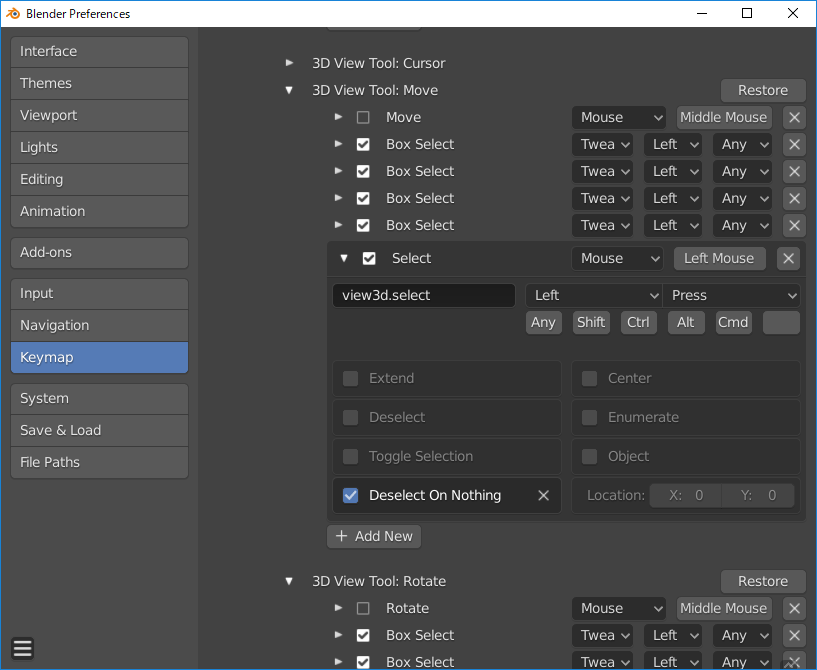 Blender Preferences
Interface
Themes
Viewport
Lights
Editing
Animation
Add-ons
Input
Navigation
Keymap
System
Save & Load
File Paths
3D View Tool: Cursor
3D View Tool: Move Restore
Move Mouse Middle Mouse
Box Select Twea Left Any
Box Select Twea Left Any
Box Select Twea Left Any
Box Select Twea Left Any
Select Mouse Left Mouse
view3d.select Left Press
Any Shift Ctrl Alt Cmd
Extend Center
Deselect Enumerate
Toggle Selection Object
Deselect On Nothing Location: X: 0 Y: 0
+ Add New
3D View Tool: Rotate Restore
Rotate Mouse Middle Mouse
Box Select Twea Left Any
Box Select Twea Left Any